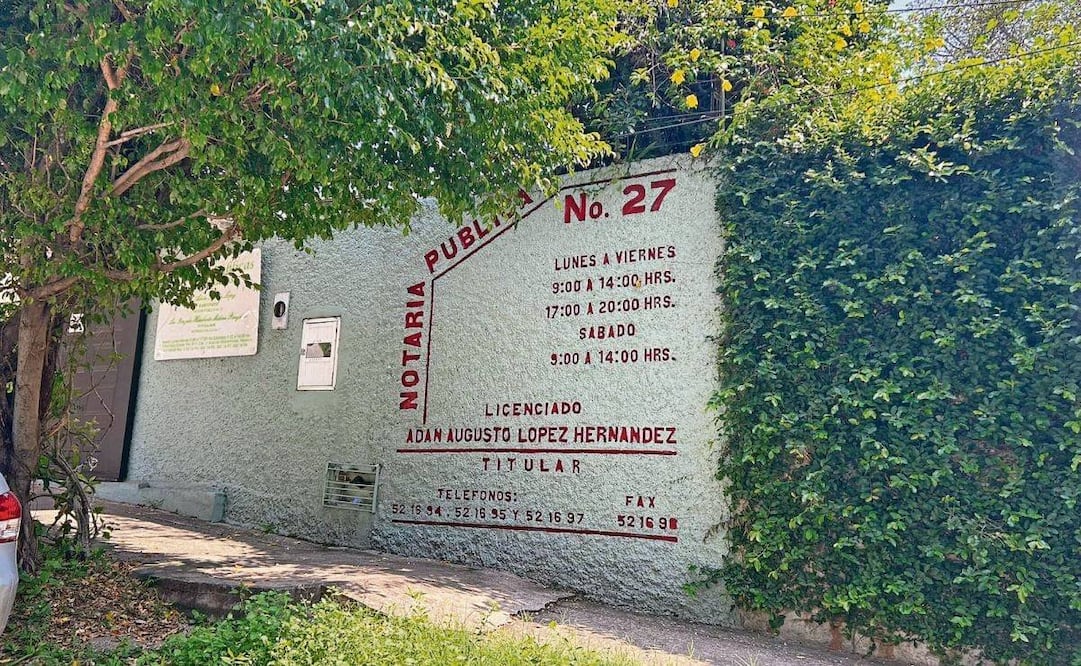 NOTARIA PUBLICA No. 27
LUNES A VIERNES
9:00 A 14:00 HRS.
17:00 A 20:00 HRS.
SABADO
9:00 A 14:00 HRS.
LICENCIADO
ADAN AUGUSTO LOPEZ HERNANDEZ
TITULAR
TELEFONOS: FAX
52 16 94 , 52 16 95 Y 52 16 97 52 16 98